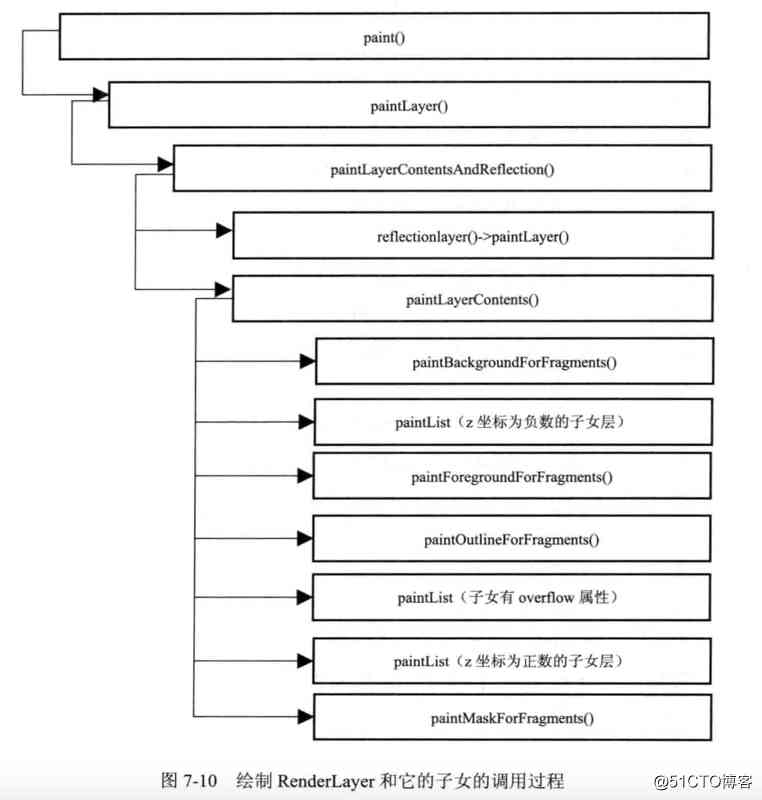 paint()
paintLayer()
paintLayerContentsAndReflection()
reflectionlayer()->paintLayer()
paintLayerContents()
paintBackgroundForFragments()
paintList（z 坐标为负数的子女层）
paintForegroundForFragments()
paintOutlineForFragments()
paintList（子女有 overflow 属性）
paintList（z 坐标为正数的子女层）
paintMaskForFragments()
图 7-10 绘制 RenderLayer 和它的子女的调用过程
@51CTO博客